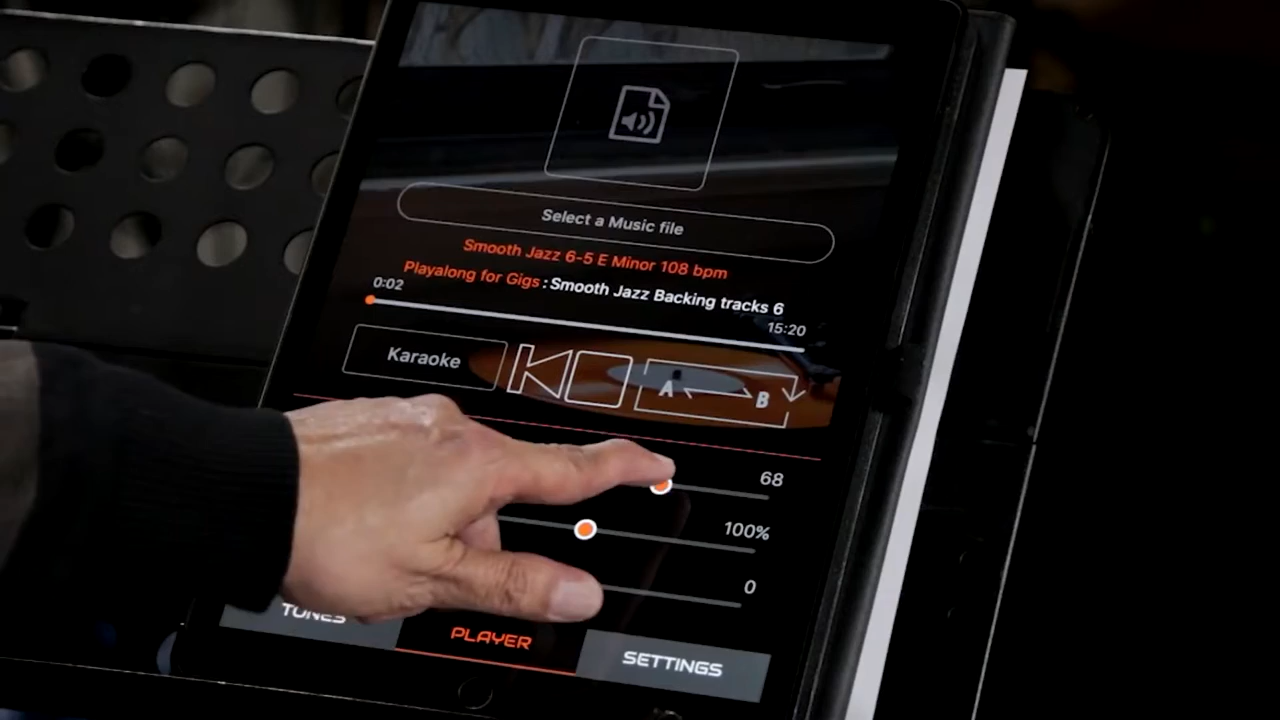 Select a Music file
Smooth Jazz 6-5 E Minor 108 bpm
Playalong for Gigs : Smooth Jazz Backing tracks 6
0:02
15:20
Karaoke
A
B
68
100%
0
TONES
PLAYER
SETTINGS